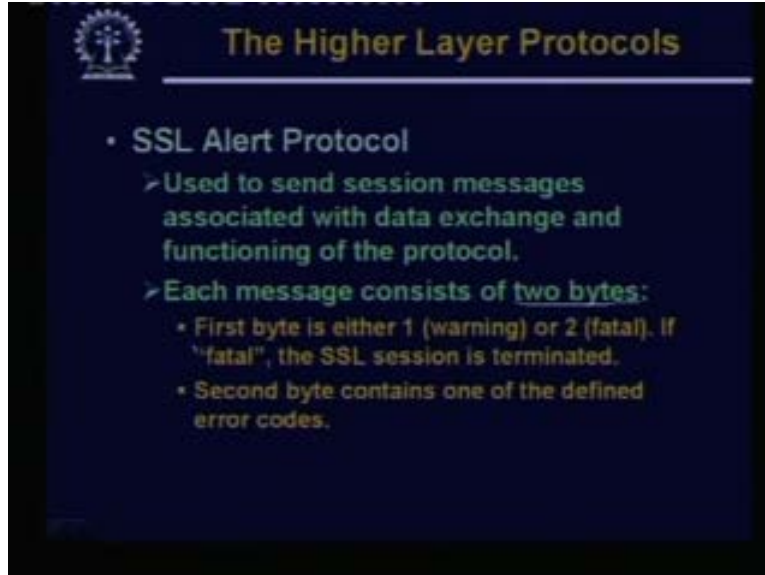 The Higher Layer Protocols
• SSL Alert Protocol
➢Used to send session messages
associated with data exchange and
functioning of the protocol.
➢Each message consists of two bytes:
▪ First byte is either 1 (warning) or 2 (fatal). If
"fatal", the SSL session is terminated.
▪ Second byte contains one of the defined
error codes.